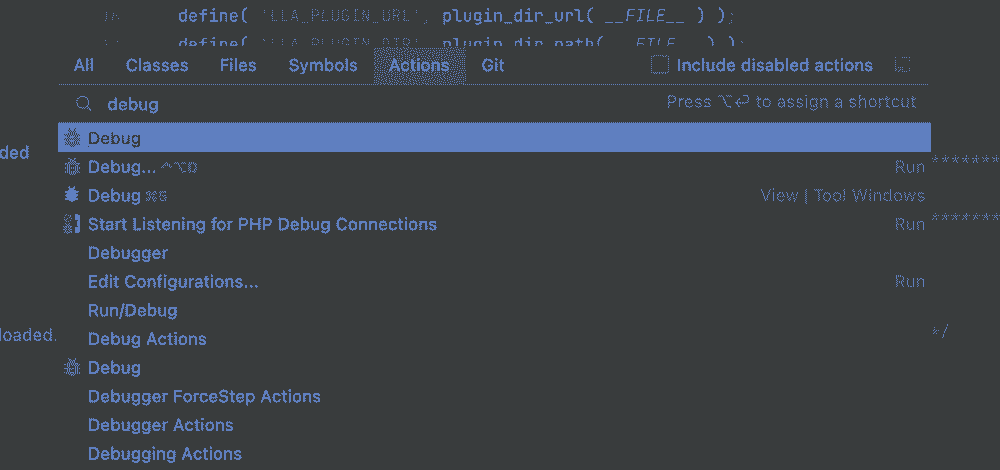 16 define( 'LLA_PLUGIN_URL', plugin_dir_url( __FILE__ ) );
define( 'LLA_PLUGIN_DIR', plugin_dir_path( __FILE__ ) );
All Classes Files Symbols Actions Git Include disabled actions
debug Press ⌥⏎ to assign a shortcut
Debug
ded Debug... ^⌥D Run *******
Debug ⌘5 View | Tool Windows
Start Listening for PHP Debug Connections Run *******
Debugger
Edit Configurations... Run
Run/Debug
loaded. Debug Actions */
Debug
Debugger ForceStep Actions
Debugger Actions
Debugging Actions